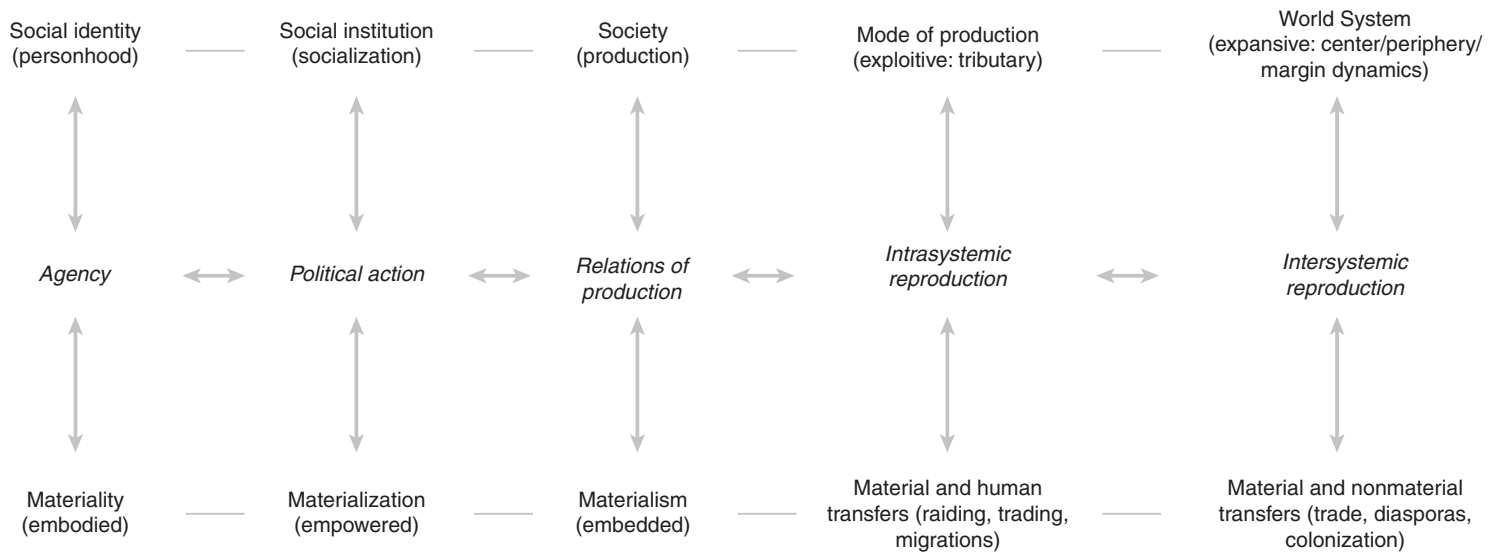 Social identity
(personhood)
Social institution
(socialization)
Society
(production)
Mode of production
(exploitive: tributary)
World System
(expansive: center/periphery/
margin dynamics)
Agency
Political action
Relations of
production
Intrasystemic
reproduction
Intersystemic
reproduction
Materiality
(embodied)
Materialization
(empowered)
Materialism
(embedded)
Material and human
transfers (raiding, trading,
migrations)
Material and nonmaterial
transfers (trade, diasporas,
colonization)